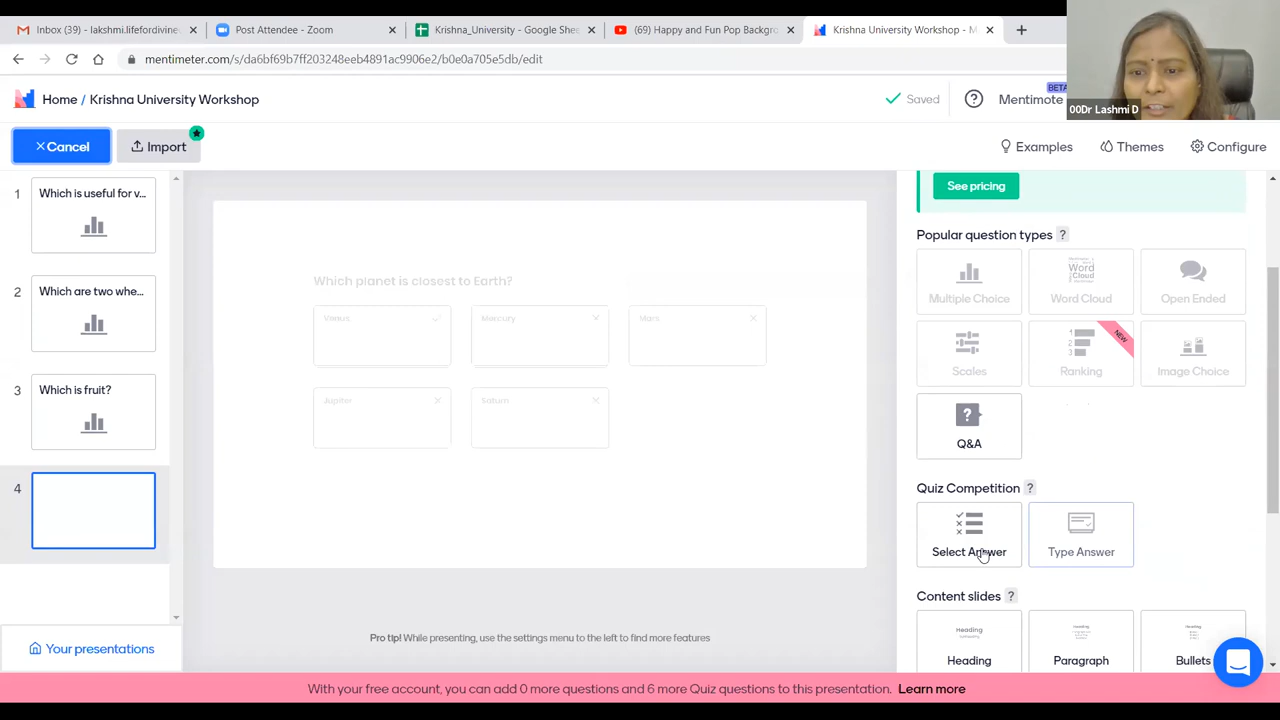 Inbox (39) - lakshmi.lifefordivine
Post Attendee - Zoom
Krishna_University - Google She
(69) Happy and Fun Pop Backgro
Krishna University Workshop - M
mentimeter.com/s/da6bf69b7ff203248eeb4891ac9906e2/b0e0a705e5db/edit
Home / Krishna University Workshop
Saved
?
Mentimote
BETA
00Dr Lashmi D
Cancel
Import
Examples
Themes
Configure
1
Which is useful for v...
2
Which are two whe...
3
Which is fruit?
4
Which planet is closest to Earth?
Venus
Mercury
Mars
Jupiter
Saturn
Pro tip! While presenting, use the settings menu to the left to find more features
See pricing
Popular question types ?
Multiple Choice
Word Cloud
Word Cloud
Open Ended
Scales
Ranking
NEW
Image Choice
Q&A
Quiz Competition ?
Select Answer
Type Answer
Content slides ?
Heading
Heading
Paragraph
Bullets
Your presentations
With your free account, you can add 0 more questions and 6 more Quiz questions to this presentation. Learn more